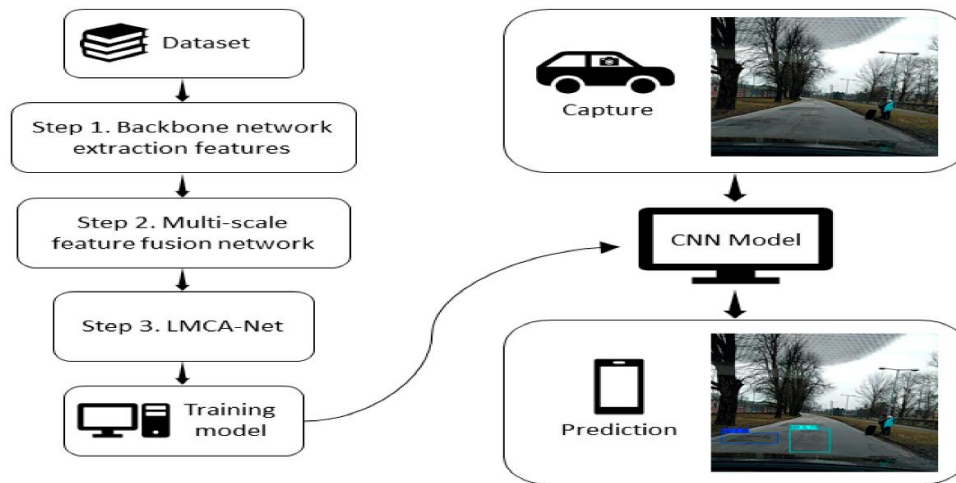 Dataset
Step 1. Backbone network
extraction features
Step 2. Multi-scale
feature fusion network
Step 3. LMCA-Net
Training
model
Capture
CNN Model
Prediction